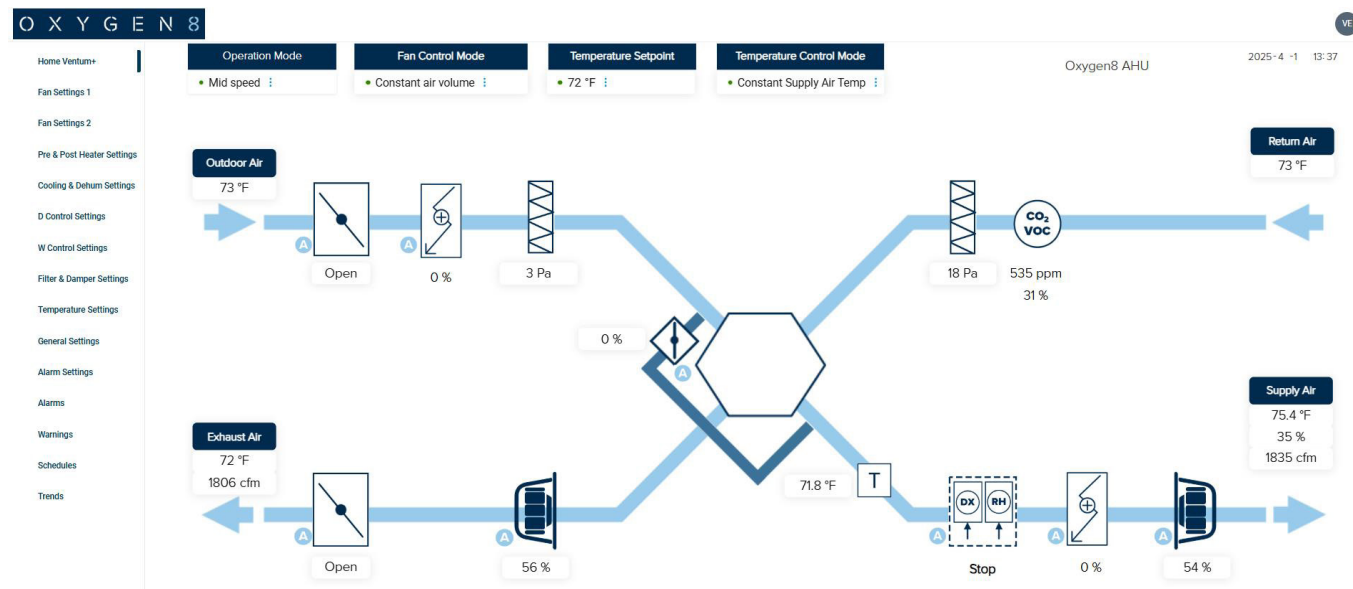 OXYGEN8
VE
Home Ventum+
Fan Settings 1
Fan Settings 2
Pre & Post Heater Settings
Cooling & Dehum Settings
D Control Settings
W Control Settings
Filter & Damper Settings
Temperature Settings
General Settings
Alarm Settings
Alarms
Warnings
Schedules
Trends
Operation Mode
Mid speed
Fan Control Mode
Constant air volume
Temperature Setpoint
72 °F
Temperature Control Mode
Constant Supply Air Temp
Oxygen8 AHU
2025-4 -1 13:37
Outdoor Air
73 °F
A
Open
A
0 %
3 Pa
18 Pa
CO₂
VOC
535 ppm
31 %
Return Air
73 °F
0 %
A
Exhaust Air
72 °F
1806 cfm
A
Open
A
56 %
71.8 °F
T
DX
RH
A
Stop
A
0 %
A
54 %
Supply Air
75.4 °F
35 %
1835 cfm